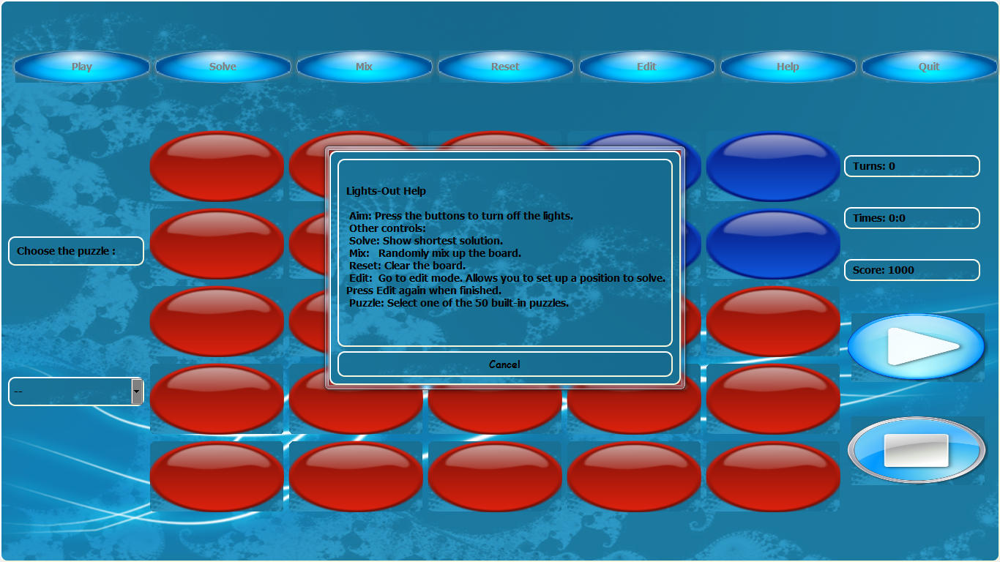 Play
Solve
Mix
Reset
Edit
Help
Quit
Turns: 0
Lights-Out Help
Aim: Press the buttons to turn off the lights.
Times: 0:0
Other controls:
Solve: Show shortest solution.
Choose the puzzle :
Mix:   Randomly mix up the board.
Reset: Clear the board.
Score: 1000
Edit:  Go to edit mode. Allows you to set up a position to solve.
Press Edit again when finished.
Puzzle: Select one of the 50 built-in puzzles.
Cancel
--